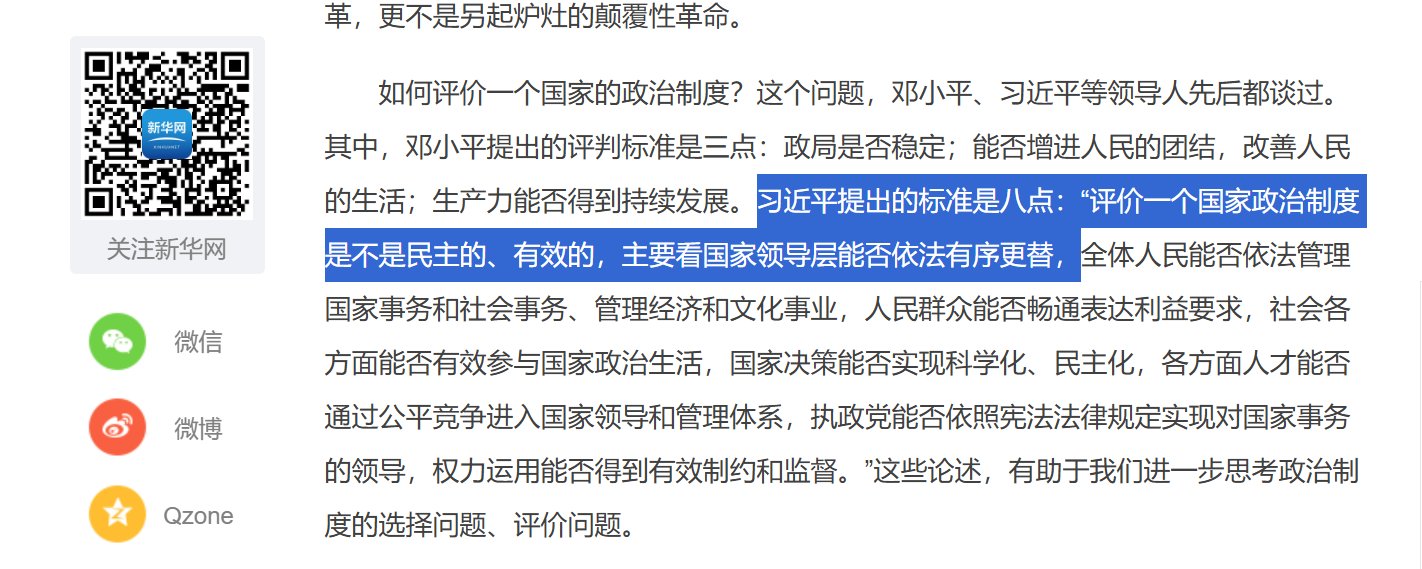 革，更不是另起炉灶的颠覆性革命。
新华网
XINHUANET
关注新华网
微信
微博
Qzone
如何评价一个国家的政治制度？这个问题，邓小平、习近平等领导人先后都谈过。
其中，邓小平提出的评判标准是三点：政局是否稳定；能否增进人民的团结，改善人民
的生活；生产力能否得到持续发展。习近平提出的标准是八点：“评价一个国家政治制度
是不是民主的、有效的，主要看国家领导层能否依法有序更替，全体人民能否依法管理
国家事务和社会事务、管理经济和文化事业，人民群众能否畅通表达利益要求，社会各
方面能否有效参与国家政治生活，国家决策能否实现科学化、民主化，各方面人才能否
通过公平竞争进入国家领导和管理体系，执政党能否依照宪法法律规定实现对国家事务
的领导，权力运用能否得到有效制约和监督。”这些论述，有助于我们进一步思考政治制
度的选择问题、评价问题。